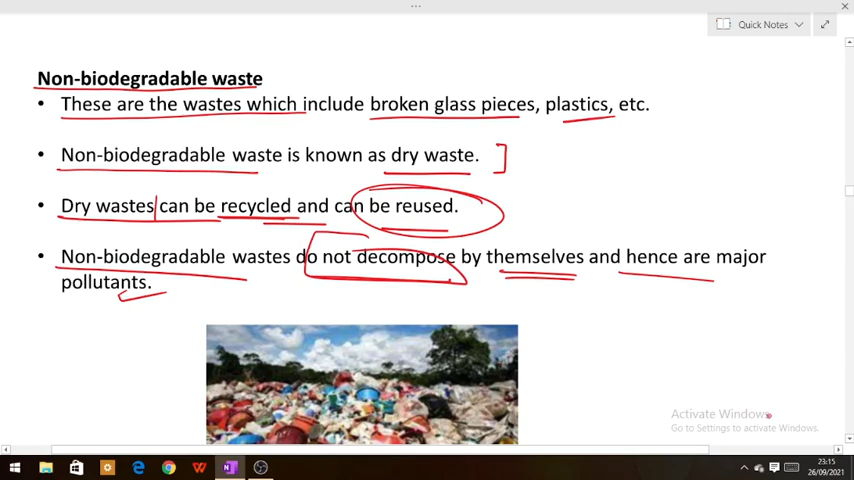 Quick Notes
Non-biodegradable waste
• These are the wastes which include broken glass pieces, plastics, etc.
• Non-biodegradable waste is known as dry waste.
• Dry wastes can be recycled and can be reused.
• Non-biodegradable wastes do not decompose by themselves and hence are major
pollutants.
Activate Windows
Go to Settings to activate Windows.
23:15
26/09/2021